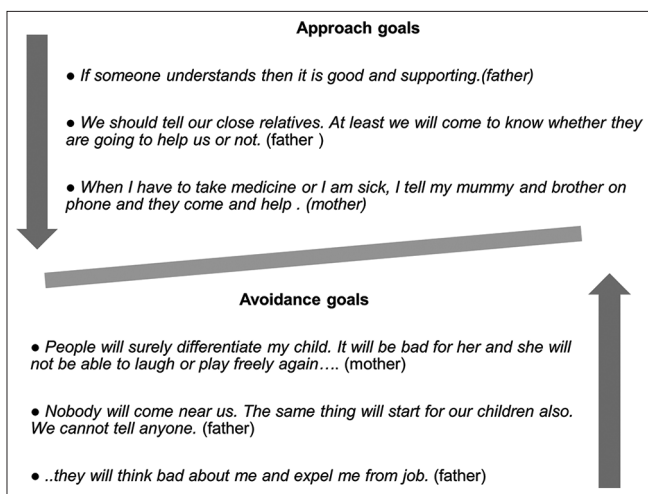 Approach goals
● If someone understands then it is good and supporting.(father)
● We should tell our close relatives. At least we will come to know whether they
are going to help us or not. (father )
● When I have to take medicine or I am sick, I tell my mummy and brother on
phone and they come and help . (mother)
Avoidance goals
● People will surely differentiate my child. It will be bad for her and she will
not be able to laugh or play freely again…. (mother)
● Nobody will come near us. The same thing will start for our children also.
We cannot tell anyone. (father)
● ..they will think bad about me and expel me from job. (father)